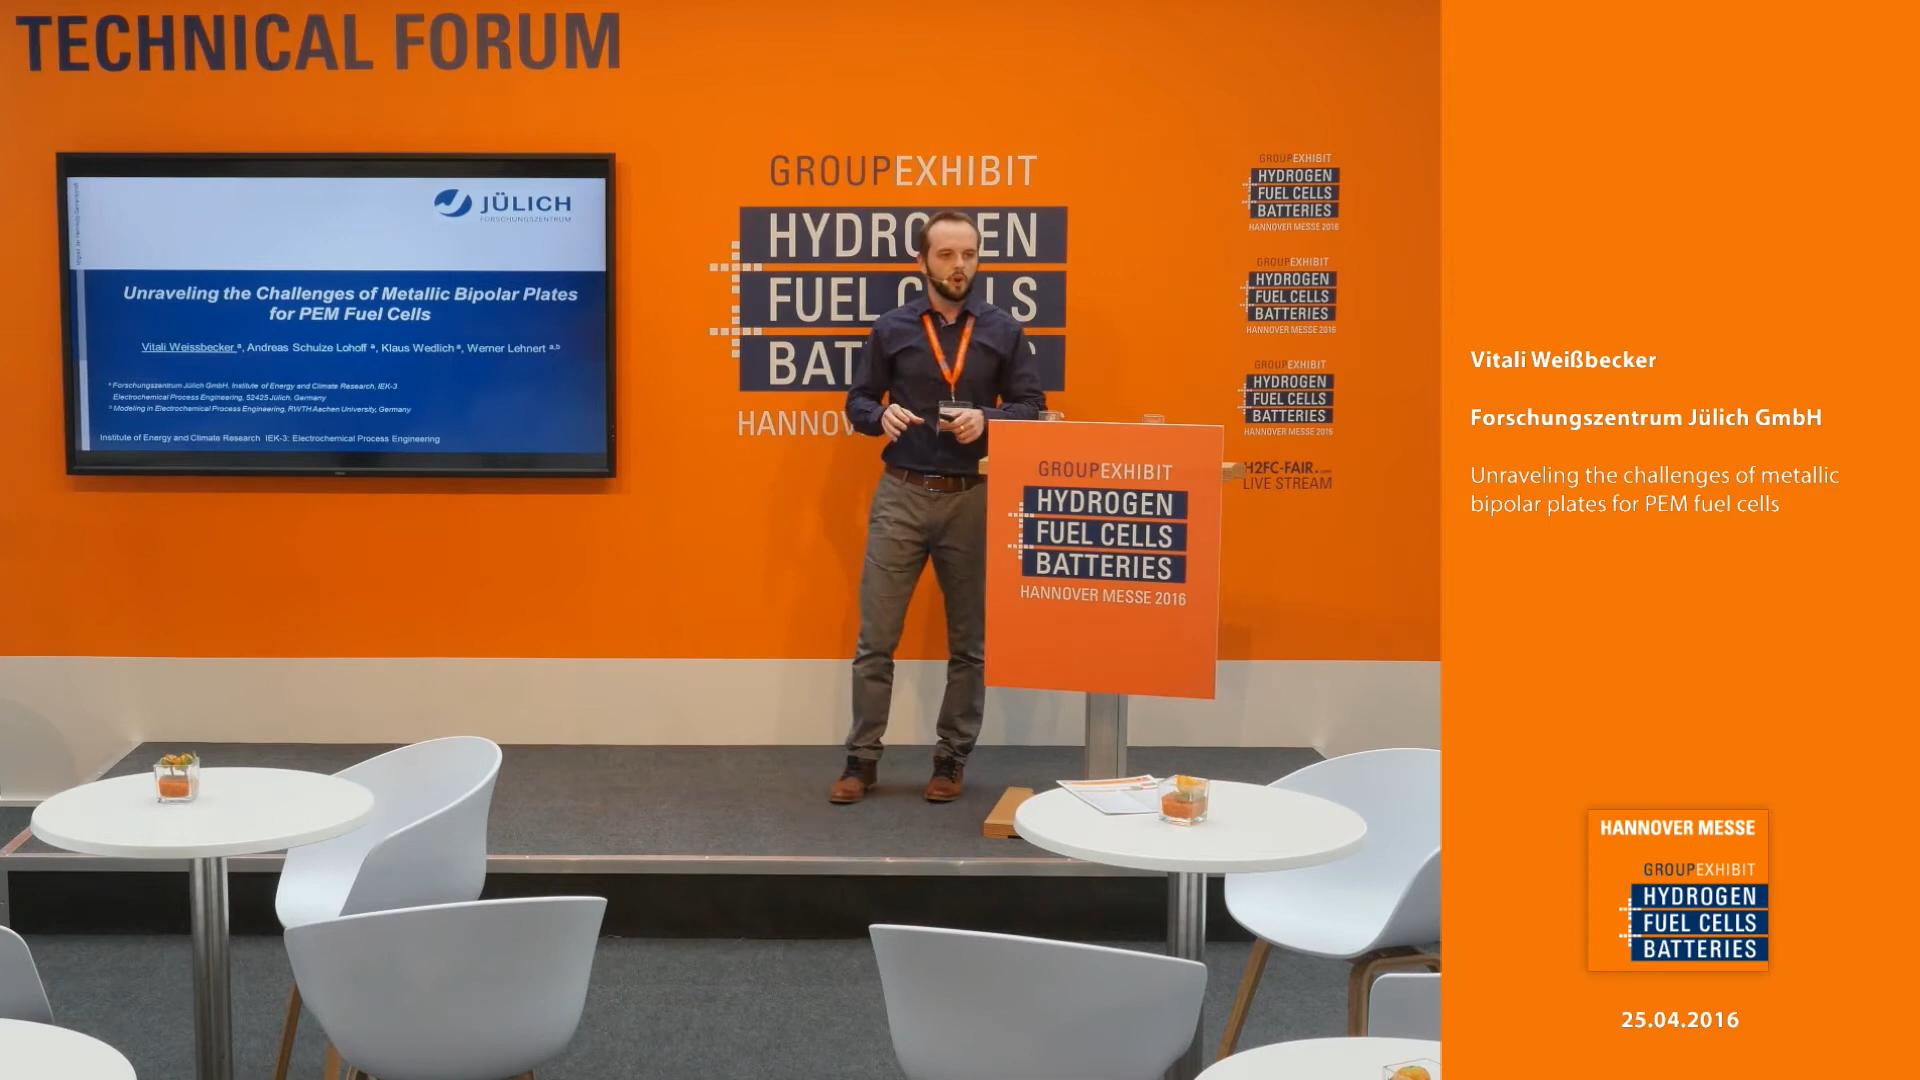 TECHNICAL FORUM
JÜLICH
FORSCHUNGSZENTRUM
Unraveling the Challenges of Metallic Bipolar Plates
for PEM Fuel Cells
Vitali Weissbecker a, Andreas Schulze Lohoff a, Klaus Wedlich a, Werner Lehnert a,b
a Forschungszentrum Jülich GmbH, Institute of Energy and Climate Research, IEK-3
Electrochemical Process Engineering, 52425 Jülich, Germany
b Modeling in Electrochemical Process Engineering, RWTH Aachen University, Germany
Institute of Energy and Climate Research IEK-3: Electrochemical Process Engineering
GROUPEXHIBIT
HYDRO EN
FUEL C LS
BAT
HANNOV
GROUPEXHIBIT
HYDROGEN
FUEL CELLS
BATTERIES
HANNOVER MESSE 2016
GROUPEXHIBIT
HYDROGEN
FUEL CELLS
BATTERIES
HANNOVER MESSE 2016
GROUPEXHIBIT
HYDROGEN
FUEL CELLS
BATTERIES
HANNOVER MESSE 2016
H2FC-FAIR.com
LIVE STREAM
GROUPEXHIBIT
HYDROGEN
FUEL CELLS
BATTERIES
HANNOVER MESSE 2016
Vitali Weißbecker
Forschungszentrum Jülich GmbH
Unraveling the challenges of metallic
bipolar plates for PEM fuel cells
HANNOVER MESSE
GROUPEXHIBIT
HYDROGEN
FUEL CELLS
BATTERIES
25.04.2016